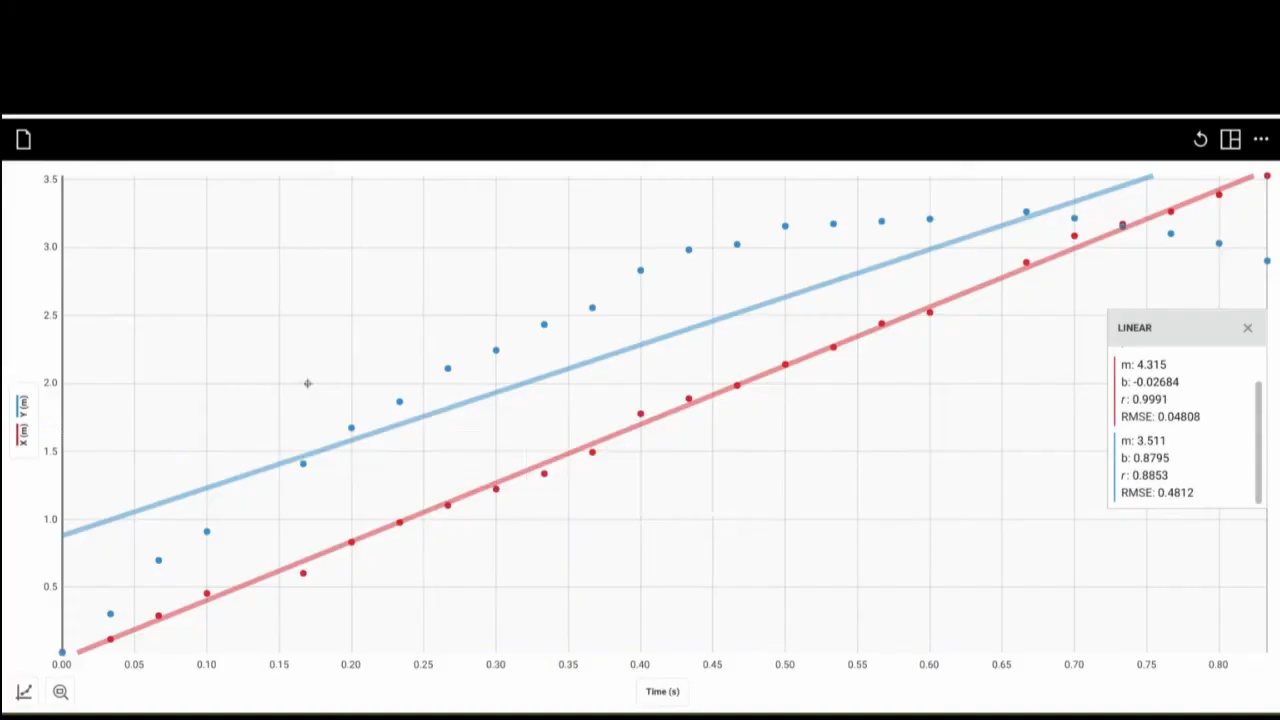 3.5
3.0
2.5
2.0
1.5
1.0
0.5
X (m) Y (m)
LINEAR
m: 4.315
b: -0.02684
r: 0.9991
RMSE: 0.04808
m: 3.511
b: 0.8795
r: 0.8853
RMSE: 0.4812
0.00 0.05 0.10 0.15 0.20 0.25 0.30 0.35 0.40 0.45 0.50 0.55 0.60 0.65 0.70 0.75 0.80
Time (s)